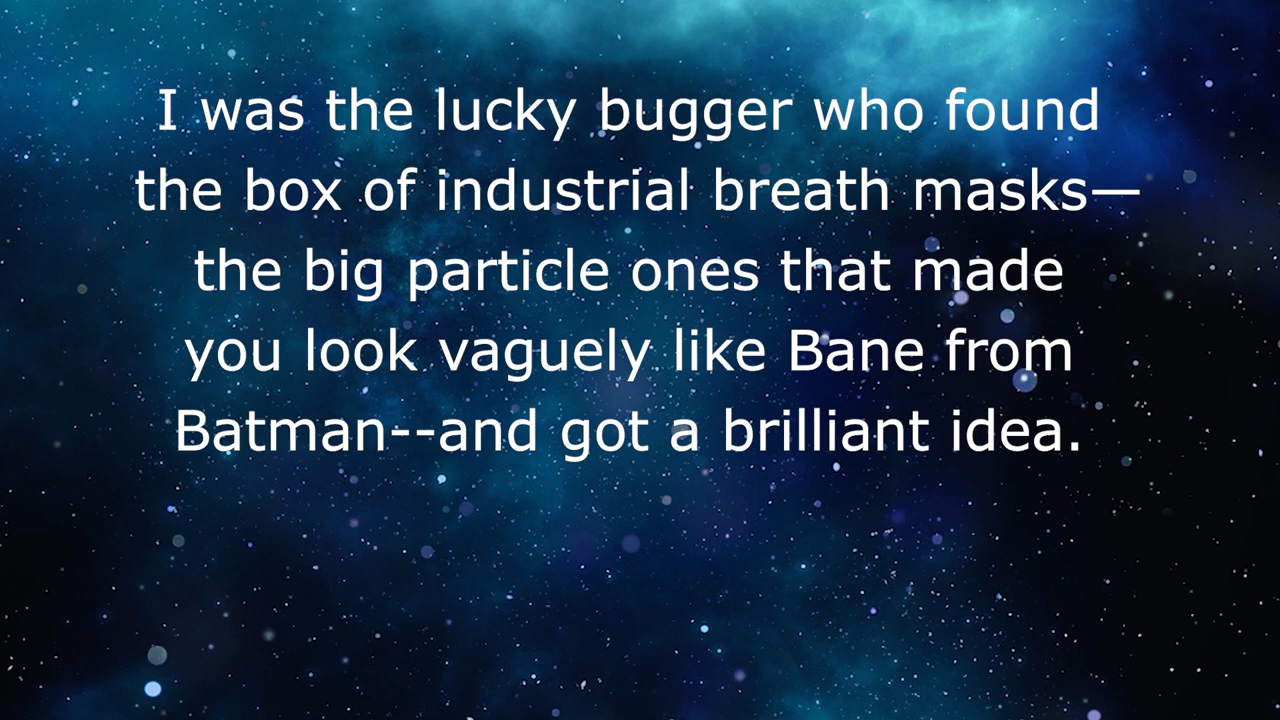 I was the lucky bugger who found
the box of industrial breath masks—
the big particle ones that made
you look vaguely like Bane from
Batman--and got a brilliant idea.